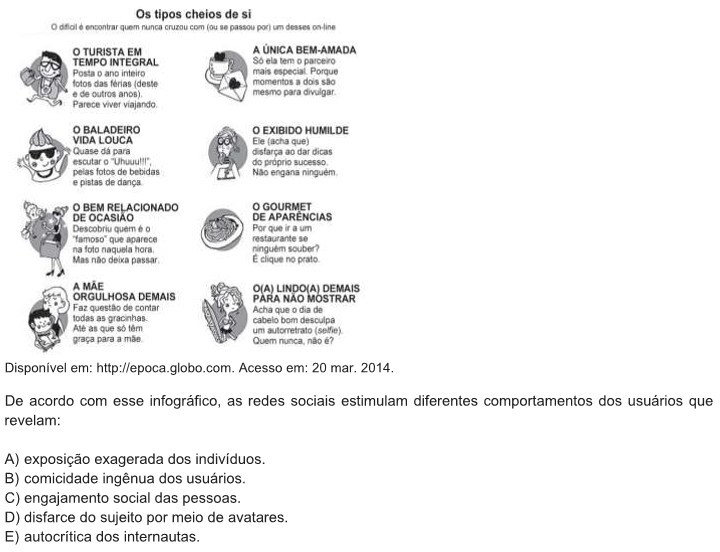 Os tipos cheios de si
O difícil é encontrar quem nunca cruzou com (ou se passou por) um desses on-line
O TURISTA EM
TEMPO INTEGRAL
Posta o ano inteiro
fotos das férias (deste
e de outros anos).
Parece viver viajando.
A ÚNICA BEM-AMADA
Só ela tem o parceiro
mais especial. Porque
momentos a dois são
mesmo para divulgar.
O BALADEIRO
VIDA LOUCA
Quase dá para
escutar o "Uhuuu!!!",
pelas fotos de bebidas
e pistas de dança.
O EXIBIDO HUMILDE
Ele (acha que)
disfarça ao dar dicas
do próprio sucesso.
Não engana ninguém.
O BEM RELACIONADO
DE OCASIÃO
Descobriu quem é o
"famoso" que aparece
na foto naquela hora.
Mas não deixa passar.
O GOURMET
DE APARÊNCIAS
Por que ir a um
restaurante se
ninguém souber?
É clique no prato.
A MÃE
ORGULHOSA DEMAIS
Faz questão de contar
todas as gracinhas.
Até as que só têm
graça para a mãe.
O(A) LINDO(A) DEMAIS
PARA NÃO MOSTRAR
Acha que o dia de
cabelo bom desculpa
um autorretrato (selfie).
Quem nunca, não é?
Disponível em: http://epoca.globo.com. Acesso em: 20 mar. 2014.
De acordo com esse infográfico, as redes sociais estimulam diferentes comportamentos dos usuários que
revelam:
A) exposição exagerada dos indivíduos.
B) comicidade ingênua dos usuários.
C) engajamento social das pessoas.
D) disfarce do sujeito por meio de avatares.
E) autocrítica dos internautas.